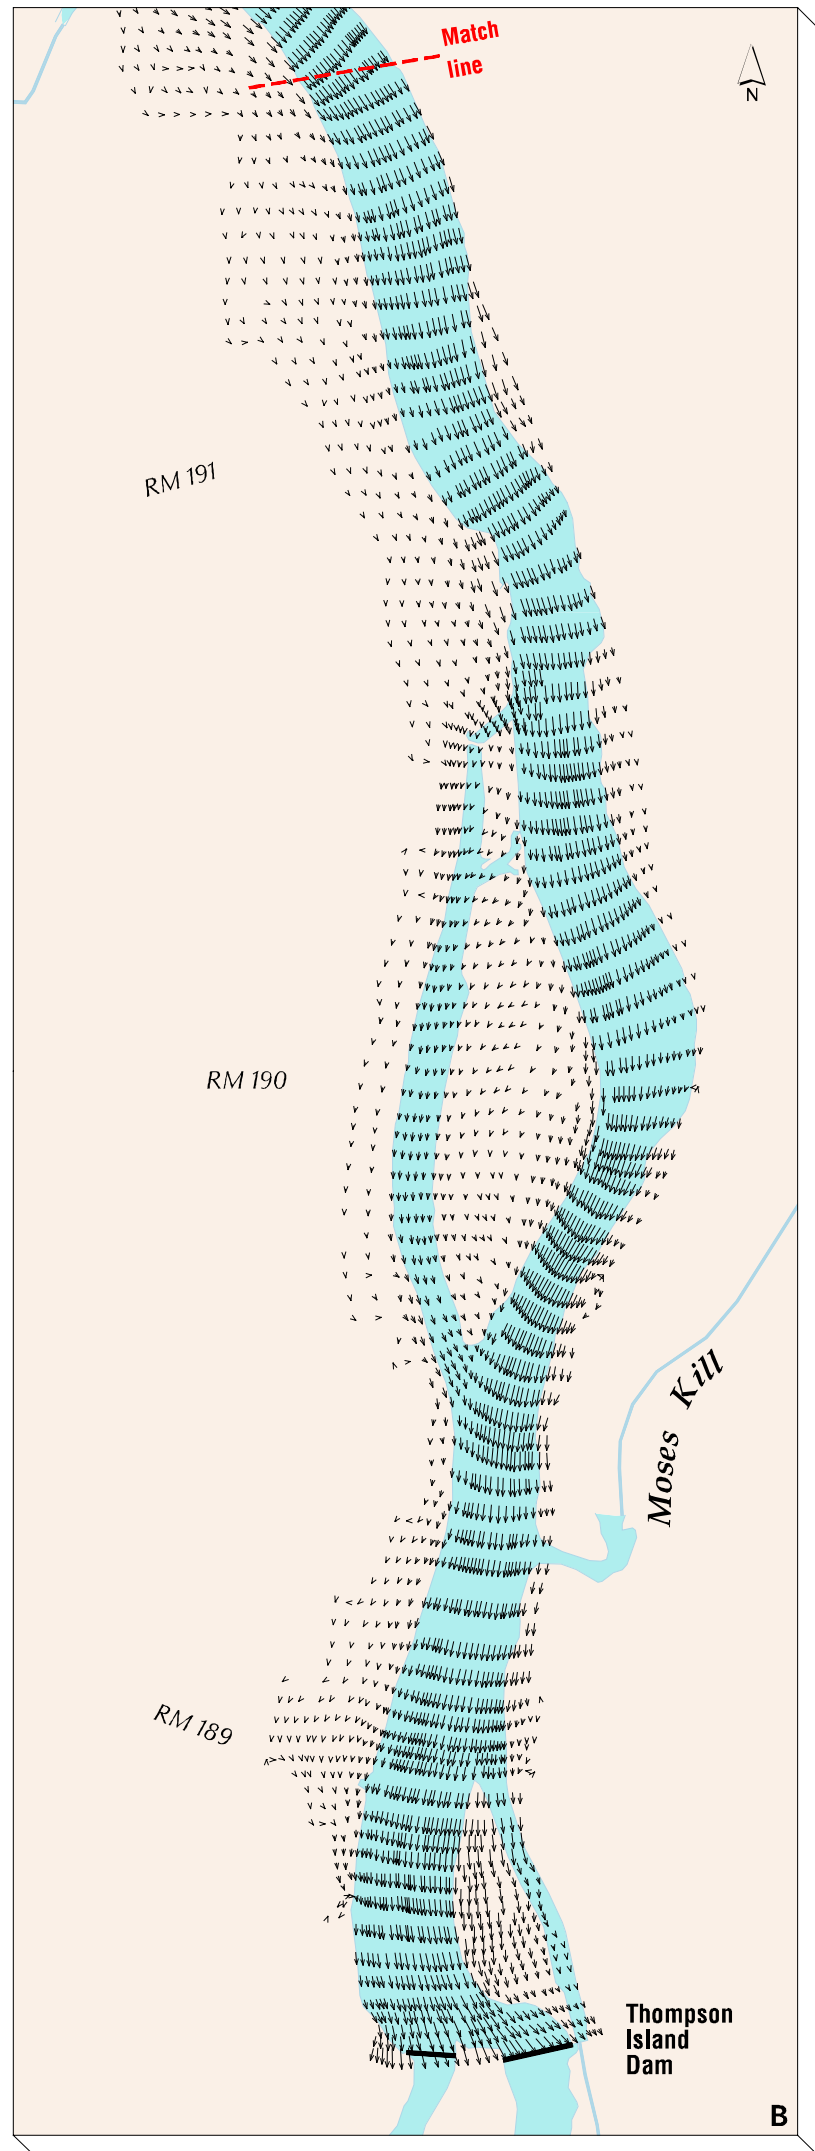 Match
line
N
RM 191
RM 190
Moses Kill
RM 189
Thompson
Island
Dam
B